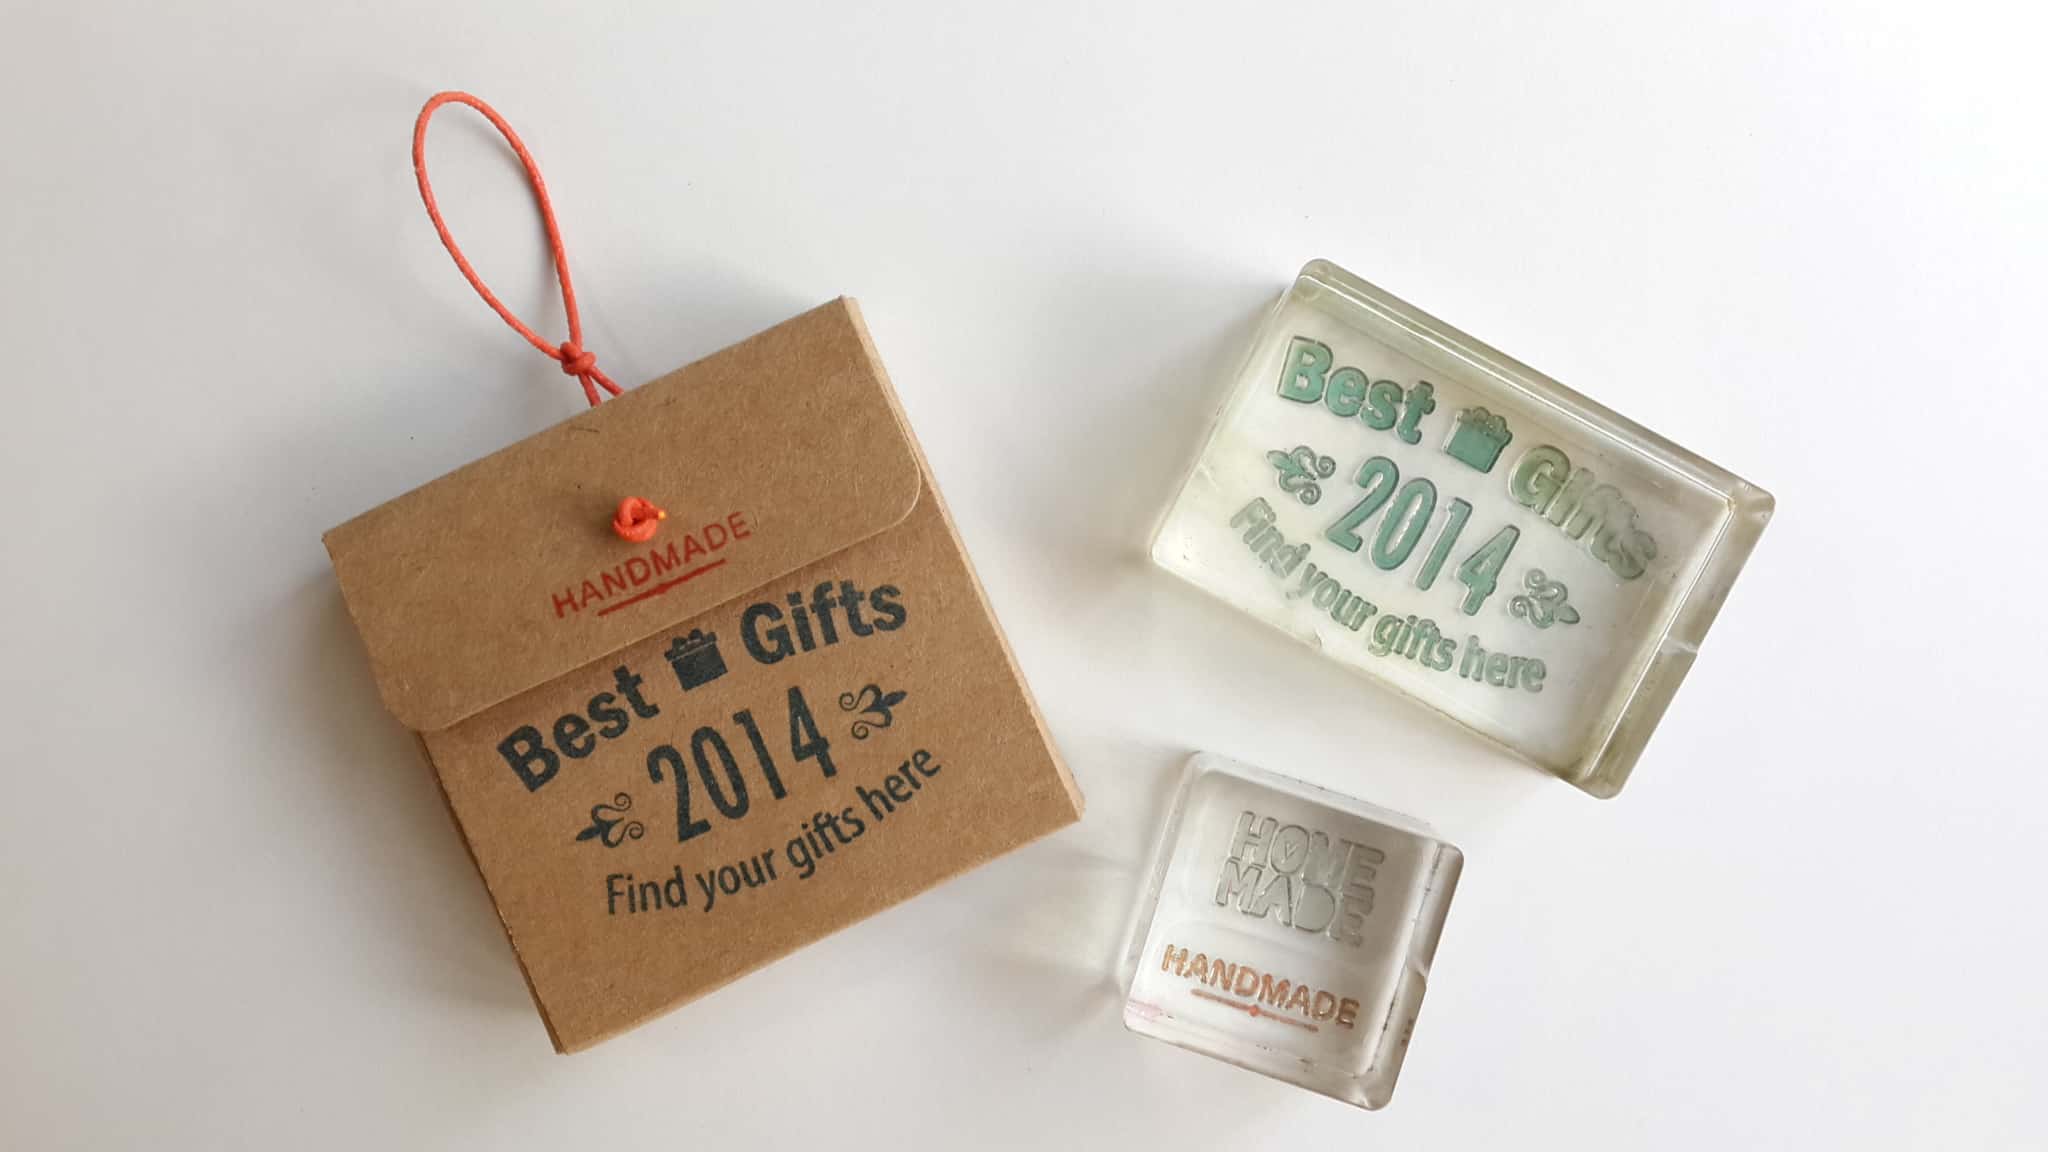 HANDMADE
Best Gifts
2014
Find your gifts here
Best Gifts
2014
Find your gifts here
HOME
MADE
HANDMADE